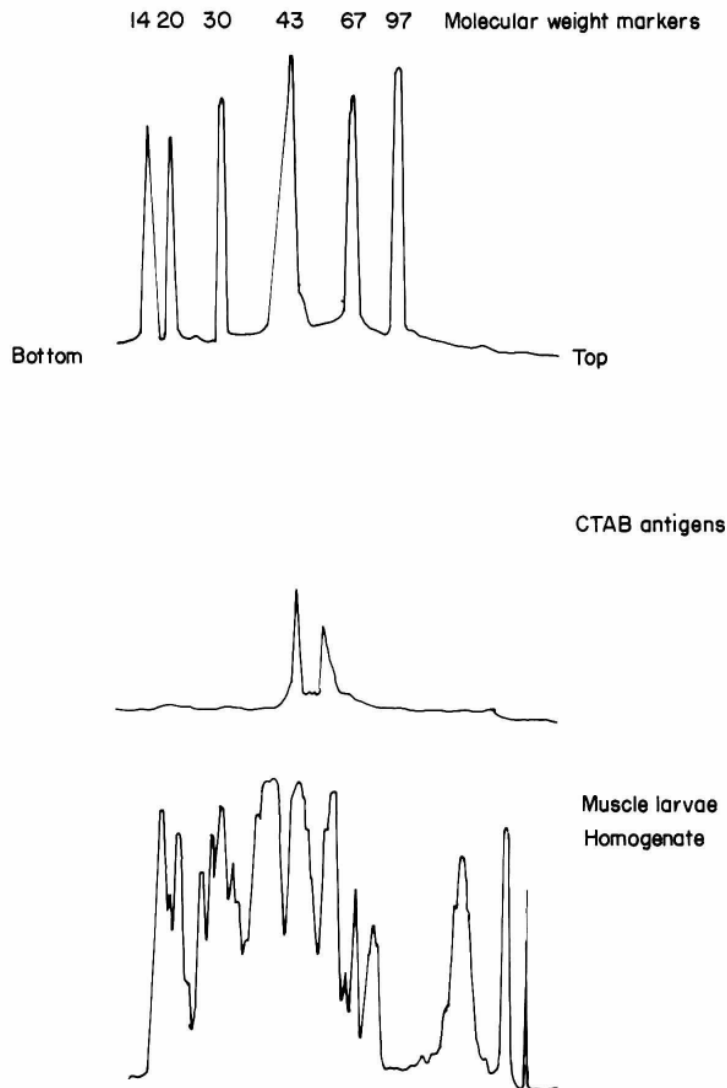 14 20 30 43 67 97 Molecular weight markers
Bottom
Top
CTAB antigens
Muscle larvae
Homogenate